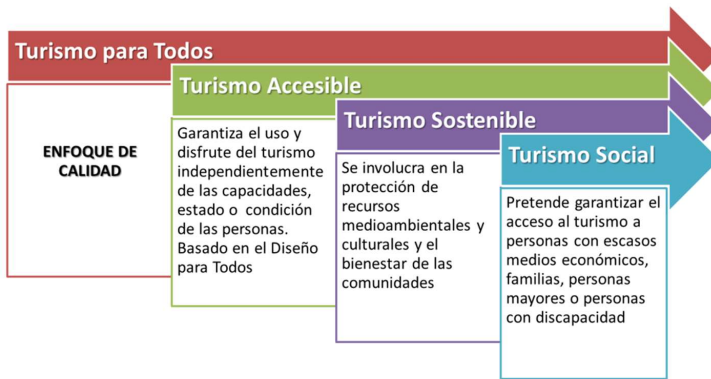 Turismo para Todos
ENFOQUE DE
CALIDAD
Turismo Accesible
Garantiza el uso y
disfrute del turismo
independientemente
de las capacidades,
estado o condición
de las personas.
Basado en el Diseño
para Todos
Turismo Sostenible
Se involucra en la
protección de
recursos
medioambientales y
culturales y el
bienestar de las
comunidades
Turismo Social
Pretende garantizar el
acceso al turismo a
personas con escasos
medios económicos,
familias, personas
mayores o personas
con discapacidad